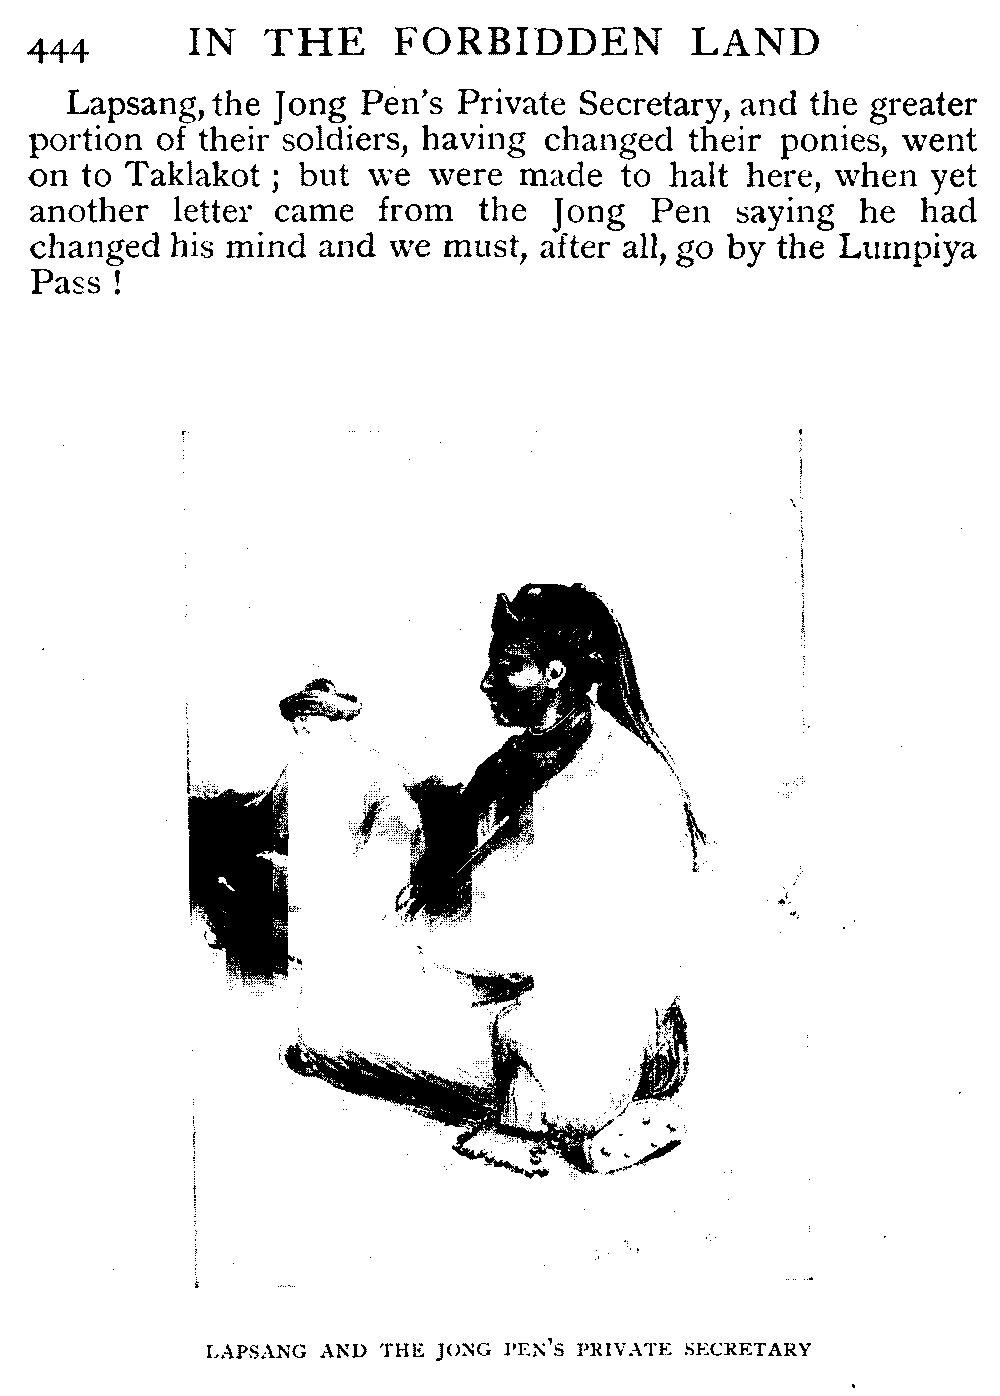 444 IN THE FORBIDDEN LAND
Lapsang, the Jong Pen's Private Secretary, and the greater
portion of their soldiers, having changed their ponies, went
on to Taklakot ; but we were made to halt here, when yet
another letter came from the Jong Pen saying he had
changed his mind and we must, after all, go by the Lumpiya
Pass !
LAPSANG AND THE JONG PEN'S PRIVATE SECRETARY